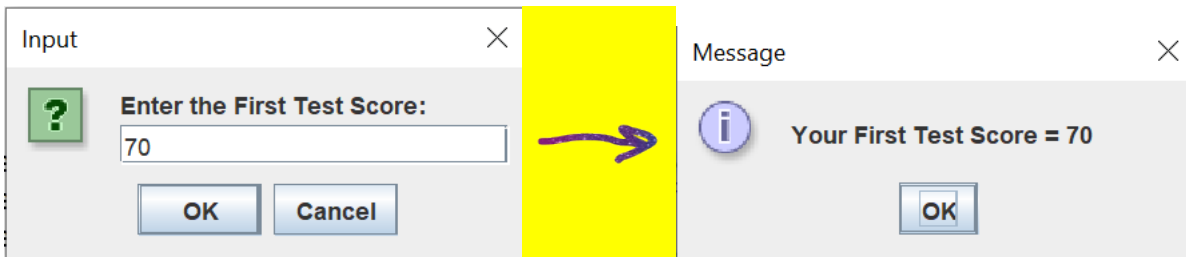 Input
Enter the First Test Score:
70
OK
Cancel
Message
Your First Test Score = 70
OK